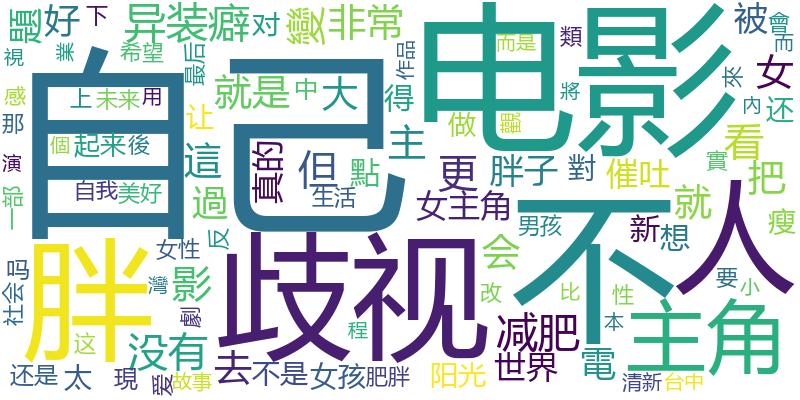 題 好 下 异装癖 对 變 非常 电影 被 會
視 業 希望 最后 作品 而是 類 而
感 上 未来 用 就是 中 大 得 將 來 女
那 自己 让 做 觀 內 还
個 起来 後 這 真的 但 主 更 胖子 對 催吐 看 實
演 自我 美好 生活 點 女主角 把
一部 過 反 不 男孩 新 就 瘦
胖 女性 歧视 会 想 人
社会 吗 灣 影 改 比 性 要 小
这 没有 劇 程 减肥 本 主角
还是 太 現 爱 故事 去 不是 女孩 肥胖 阳光 世界 電 清新 台中